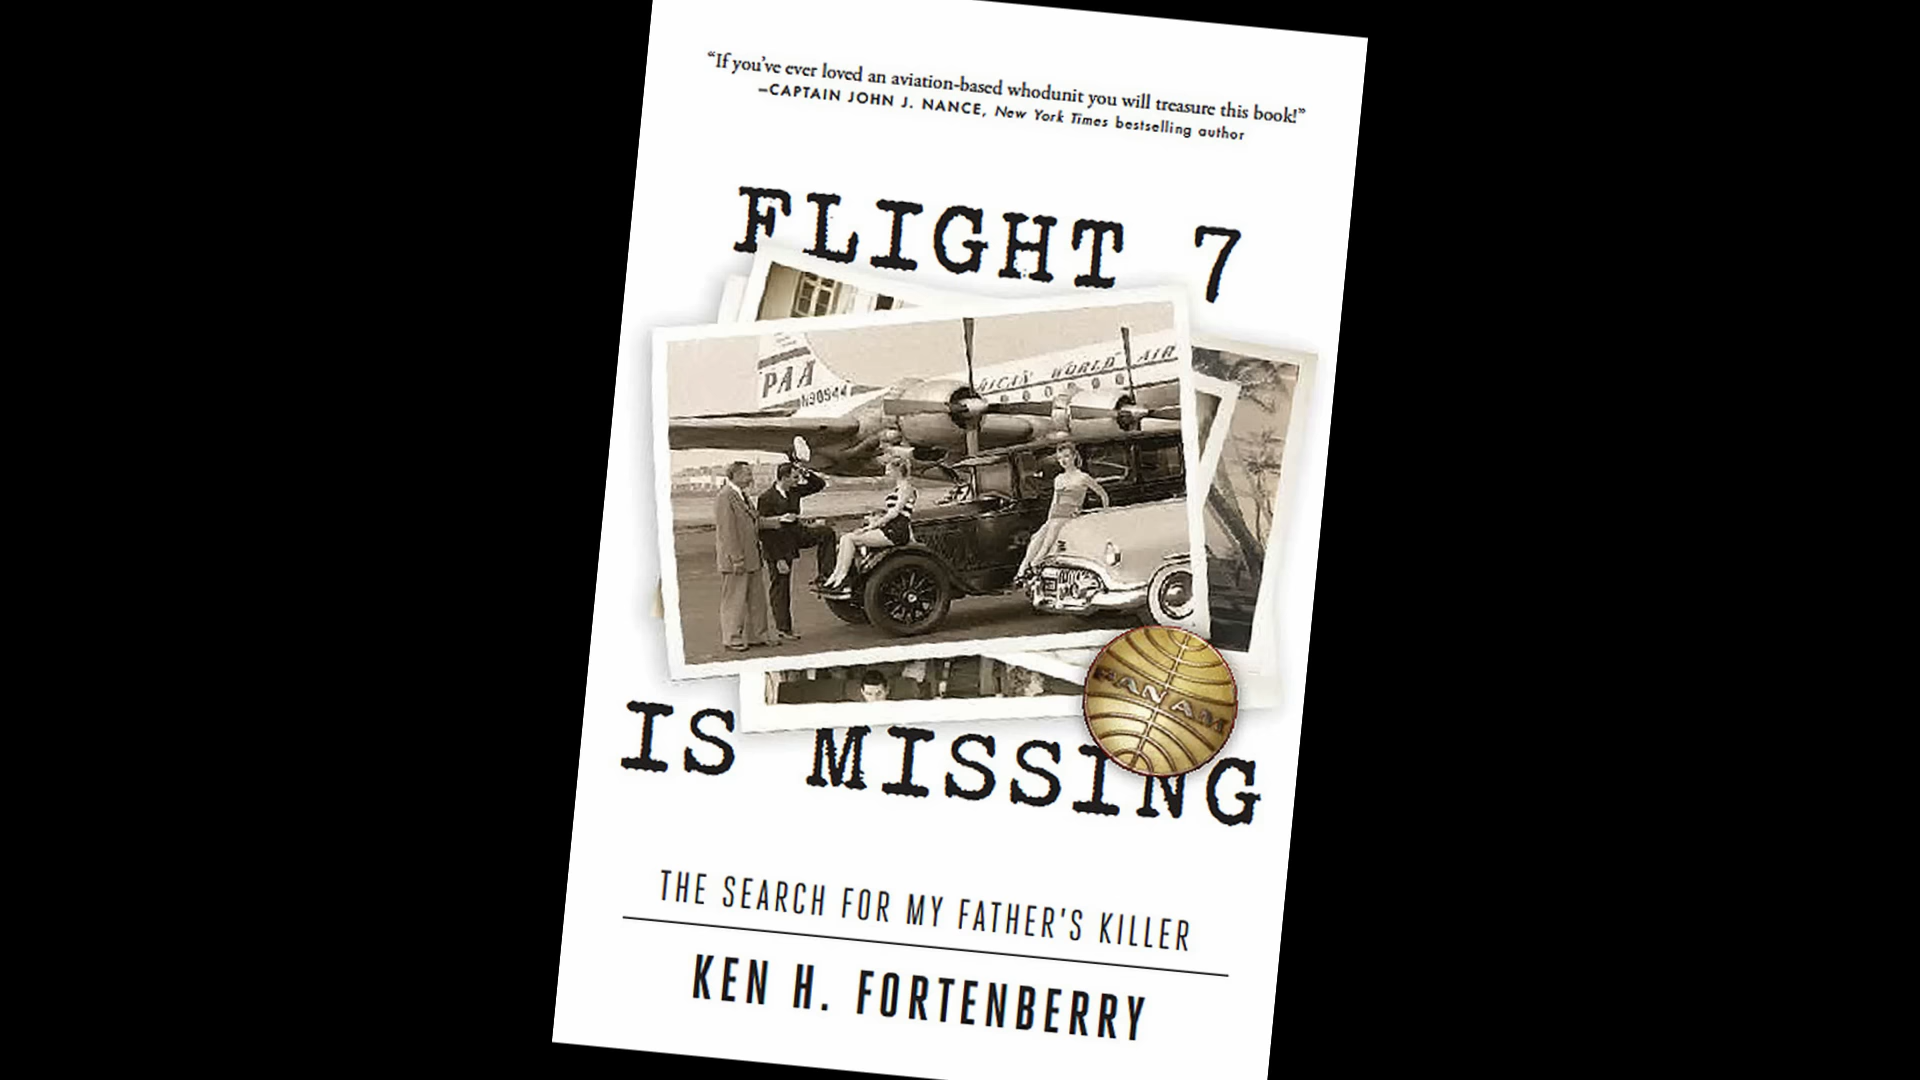 “If you’ve ever loved an aviation-based whodunit you will treasure this book!”
—CAPTAIN JOHN J. NANCE, New York Times bestselling author
FLIGHT 7
PAA
N90944
RICAN WORLD AIR
PAN AM
IS MISSING
THE SEARCH FOR MY FATHER’S KILLER
KEN H. FORTENBERRY